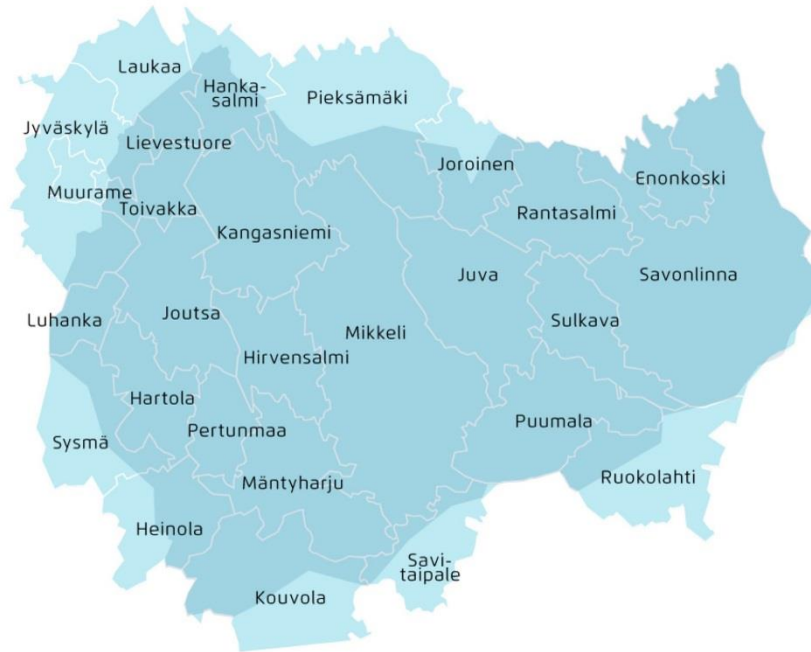 Laukaa
Hanka-
salmi
Pieksämäki
Jyväskylä
Lievestuore
Joroinen
Enonkoski
Muurame
Toivakka
Rantasalmi
Kangasniemi
Juva
Savonlinna
Luhanka
Joutsa
Sulkava
Mikkeli
Hirvensalmi
Hartola
Puumala
Pertunmaa
Sysmä
Ruokolahti
Mäntyharju
Heinola
Savi-
taipale
Kouvola